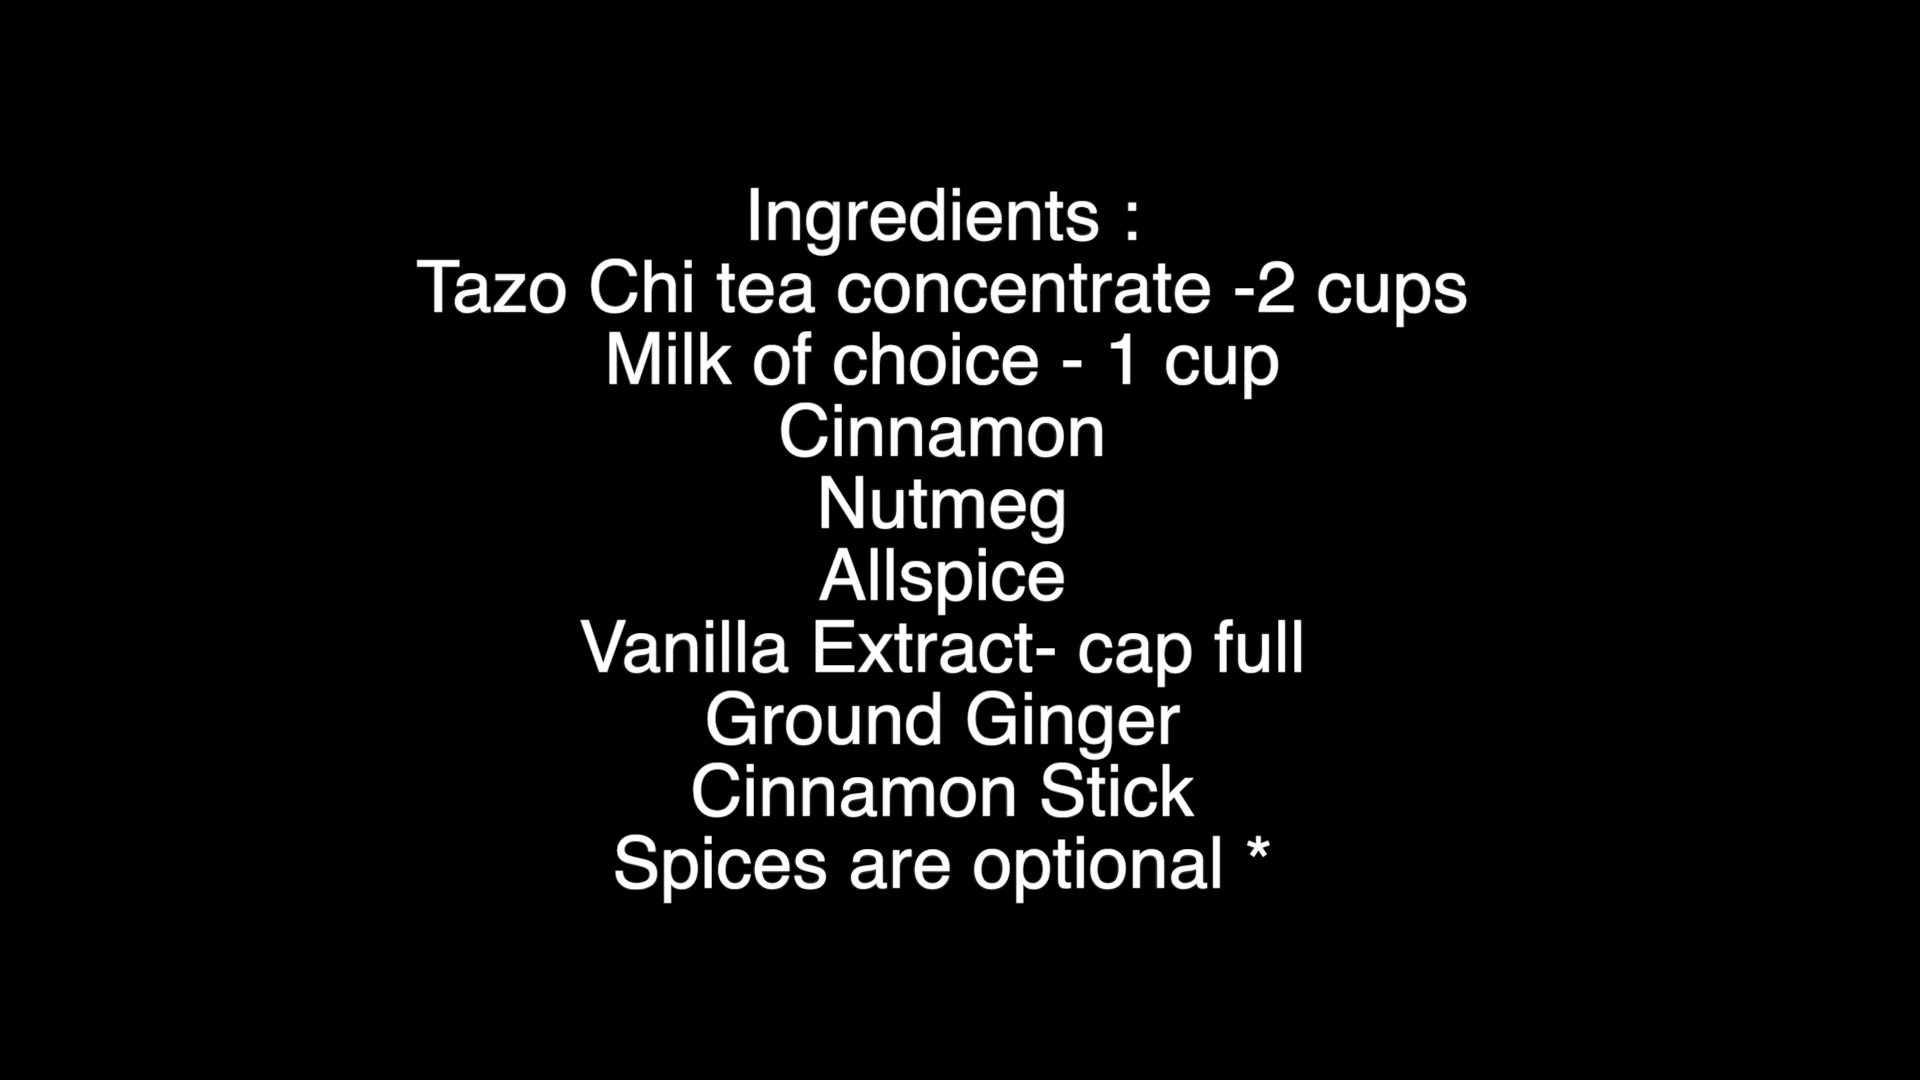 Ingredients :
Tazo Chi tea concentrate -2 cups
Milk of choice - 1 cup
Cinnamon
Nutmeg
Allspice
Vanilla Extract- cap full
Ground Ginger
Cinnamon Stick
Spices are optional *